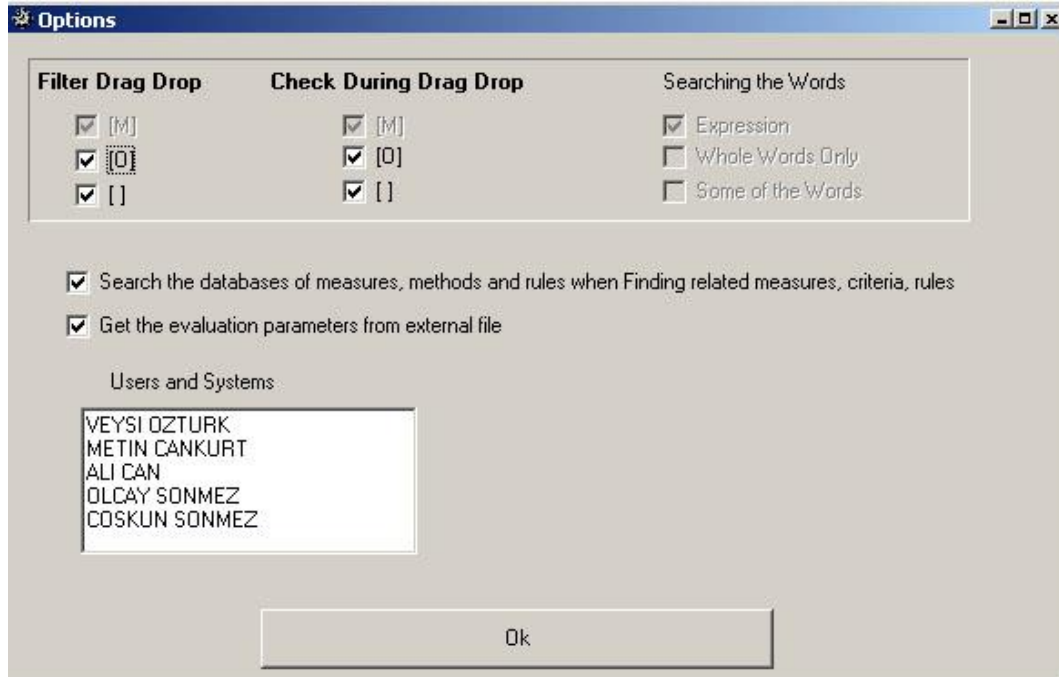 Options
Filter Drag Drop Check During Drag Drop Searching the Words
[M] [M] Expression
[O] [O] Whole Words Only
[ ] [ ] Some of the Words
Search the databases of measures, methods and rules when Finding related measures, criteria, rules
Get the evaluation parameters from external file
Users and Systems
VEYSI OZTURK
METIN CANKURT
ALI CAN
OLCAY SONMEZ
COSKUN SONMEZ
Ok